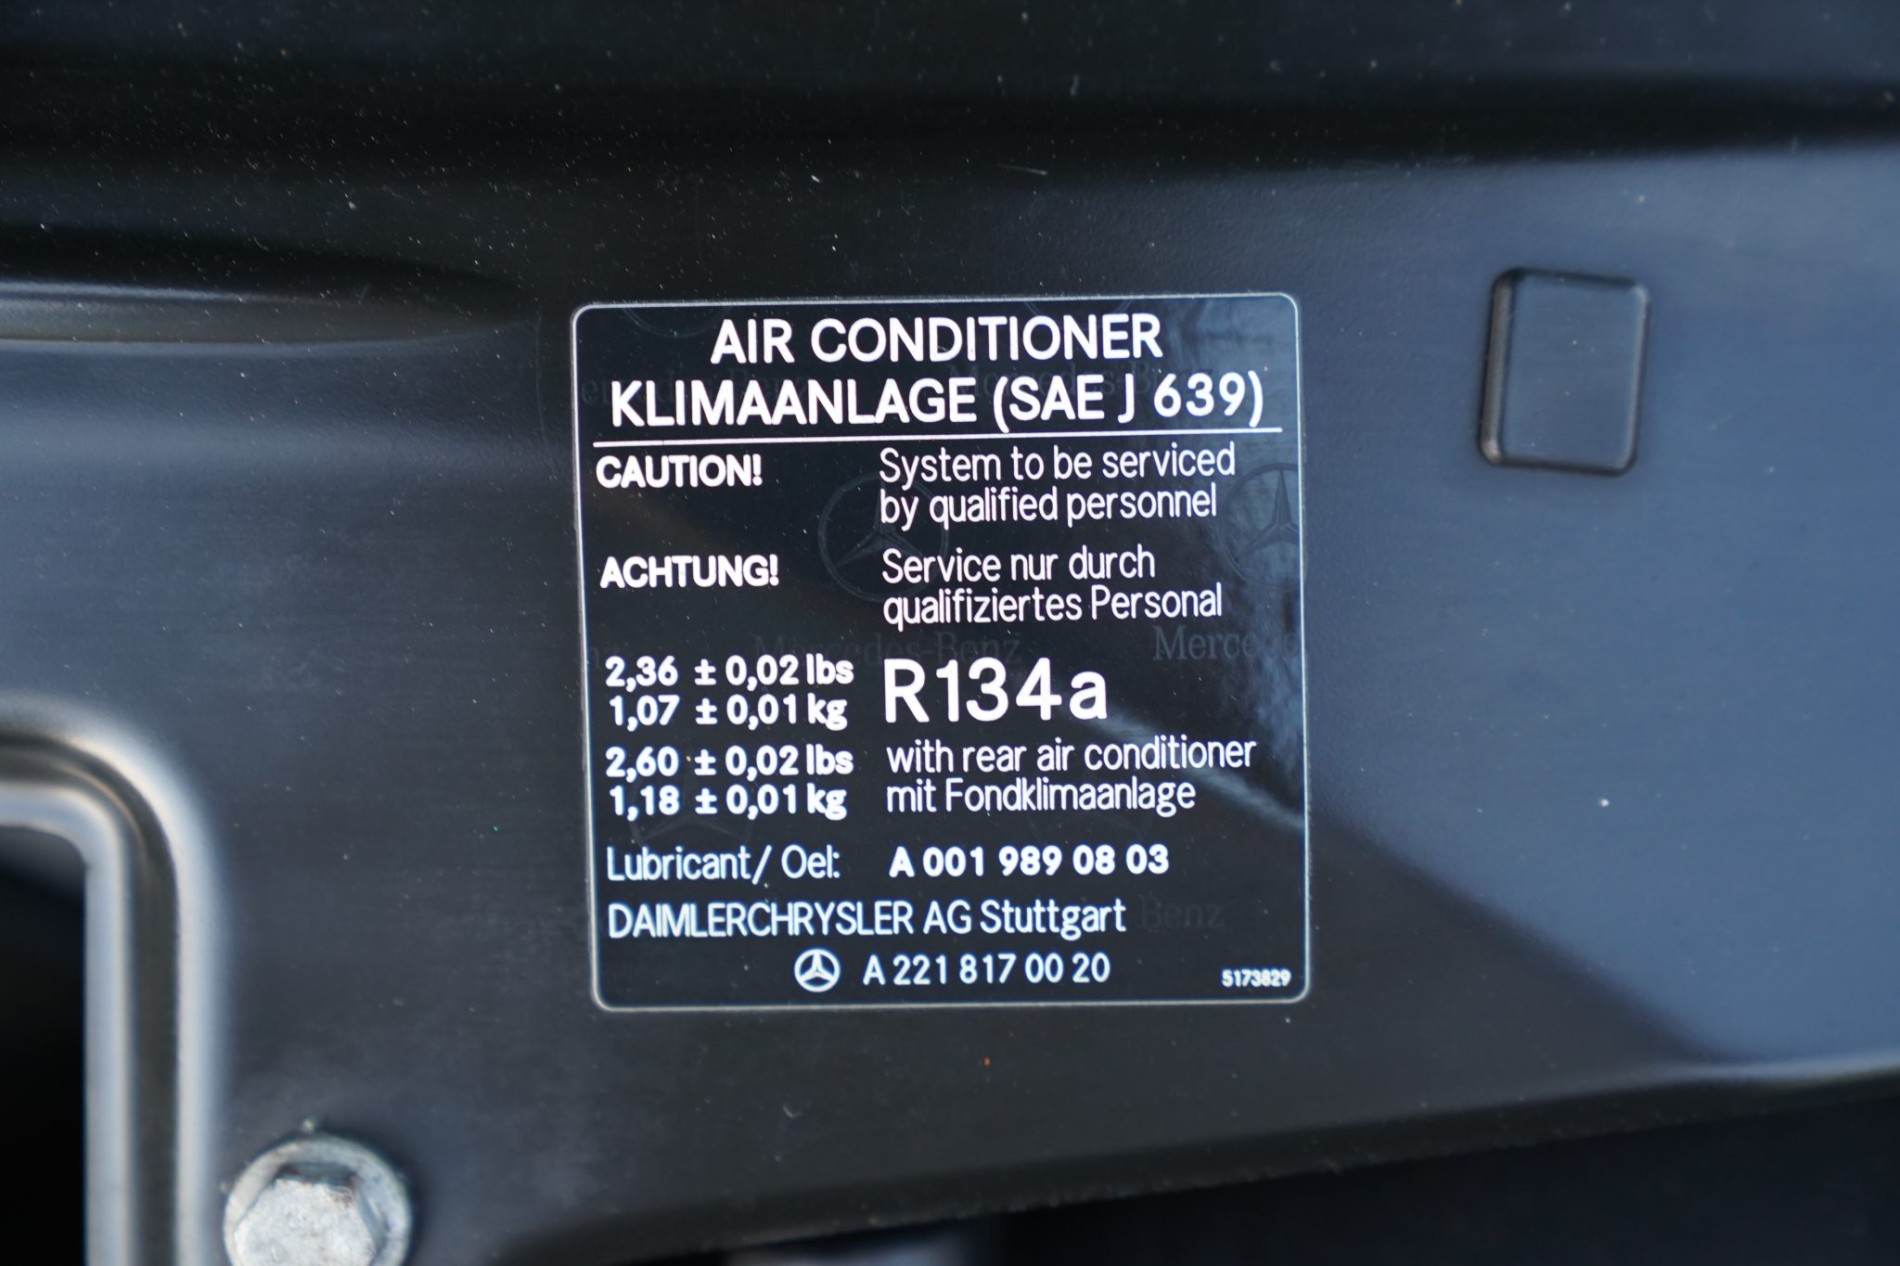 AIR CONDITIONER
KLIMAANLAGE (SAE J 639)
CAUTION! System to be serviced
by qualified personnel
ACHTUNG! Service nur durch
qualifiziertes Personal
2,36 ± 0,02 lbs R134a
1,07 ± 0,01 kg
2,60 ± 0,02 lbs with rear air conditioner
1,18 ± 0,01 kg mit Fondklimaanlage
Lubricant/ Oel: A 001 989 08 03
DAIMLERCHRYSLER AG Stuttgart
A 221 817 00 20 5173829